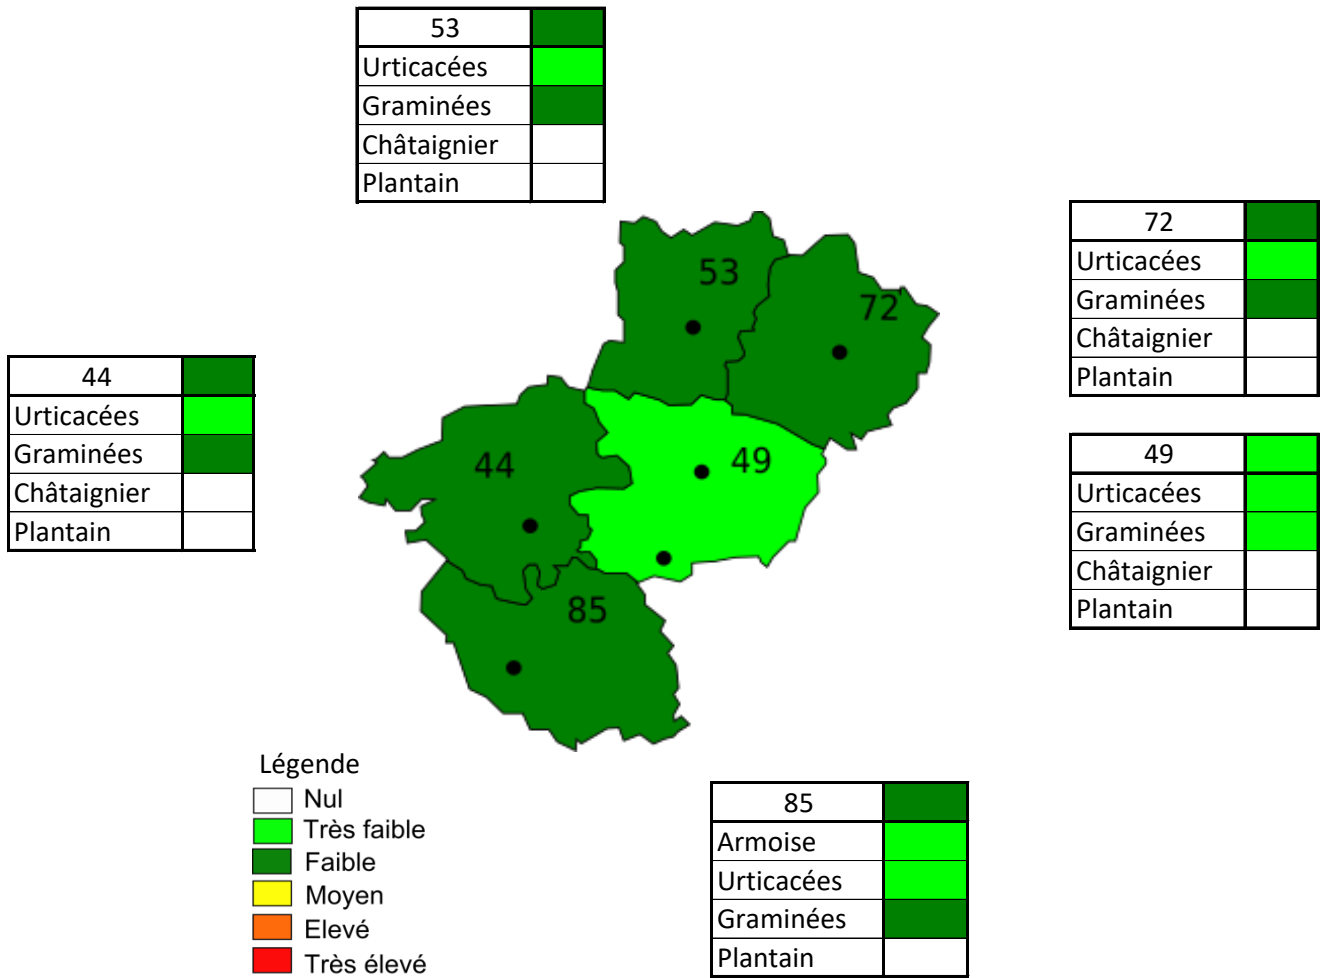 53
Urticacées
Graminées
Châtaignier
Plantain
72
Urticacées
Graminées
Châtaignier
Plantain
53
72
44
Urticacées
Graminées
Châtaignier
Plantain
49
Urticacées
Graminées
Châtaignier
Plantain
44
49
85
Légende
Nul
Très faible
Faible
Moyen
Elevé
Très élevé
85
Armoise
Urticacées
Graminées
Plantain